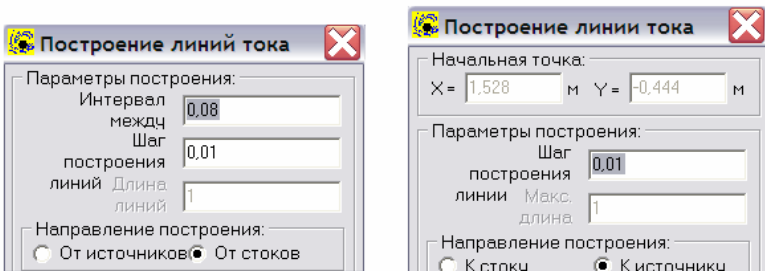 Построение линий тока
Параметры построения:
Интервал
между
0,08
Шаг
построения
линий
0,01
Длина
линий
1
Направление построения:
От источников
От стоков
Построение линии тока
Начальная точка:
X = 1,528 м Y = -0,444 м
Параметры построения:
Шаг
построения
линии
0,01
Макс.
длина
1
Направление построения:
К стоку
К источнику